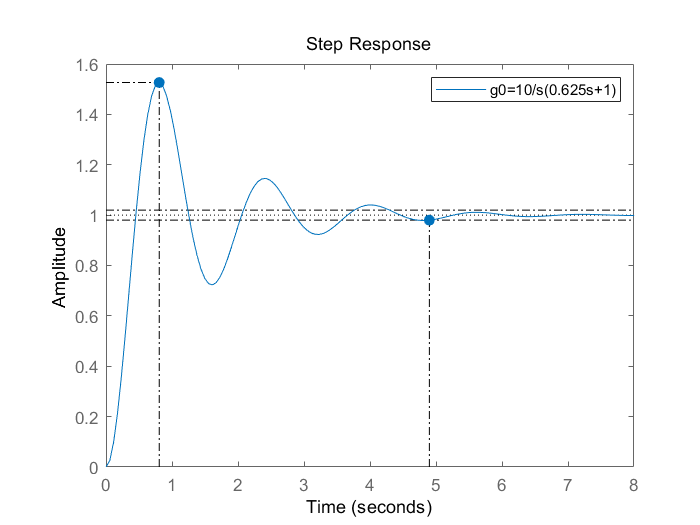 Step Response
g0=10/s(0.625s+1)
1.6
1.4
1.2
1
0.8
0.6
0.4
0.2
0
Amplitude
0 1 2 3 4 5 6 7 8
Time (seconds)